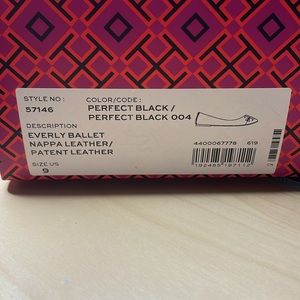 STYLE NO :
57146
COLOR/CODE :
PERFECT BLACK /
PERFECT BLACK 004
DESCRIPTION
EVERLY BALLET
NAPPA LEATHER/
PATENT LEATHER
SIZE US
9
4400067778 619
192485197112